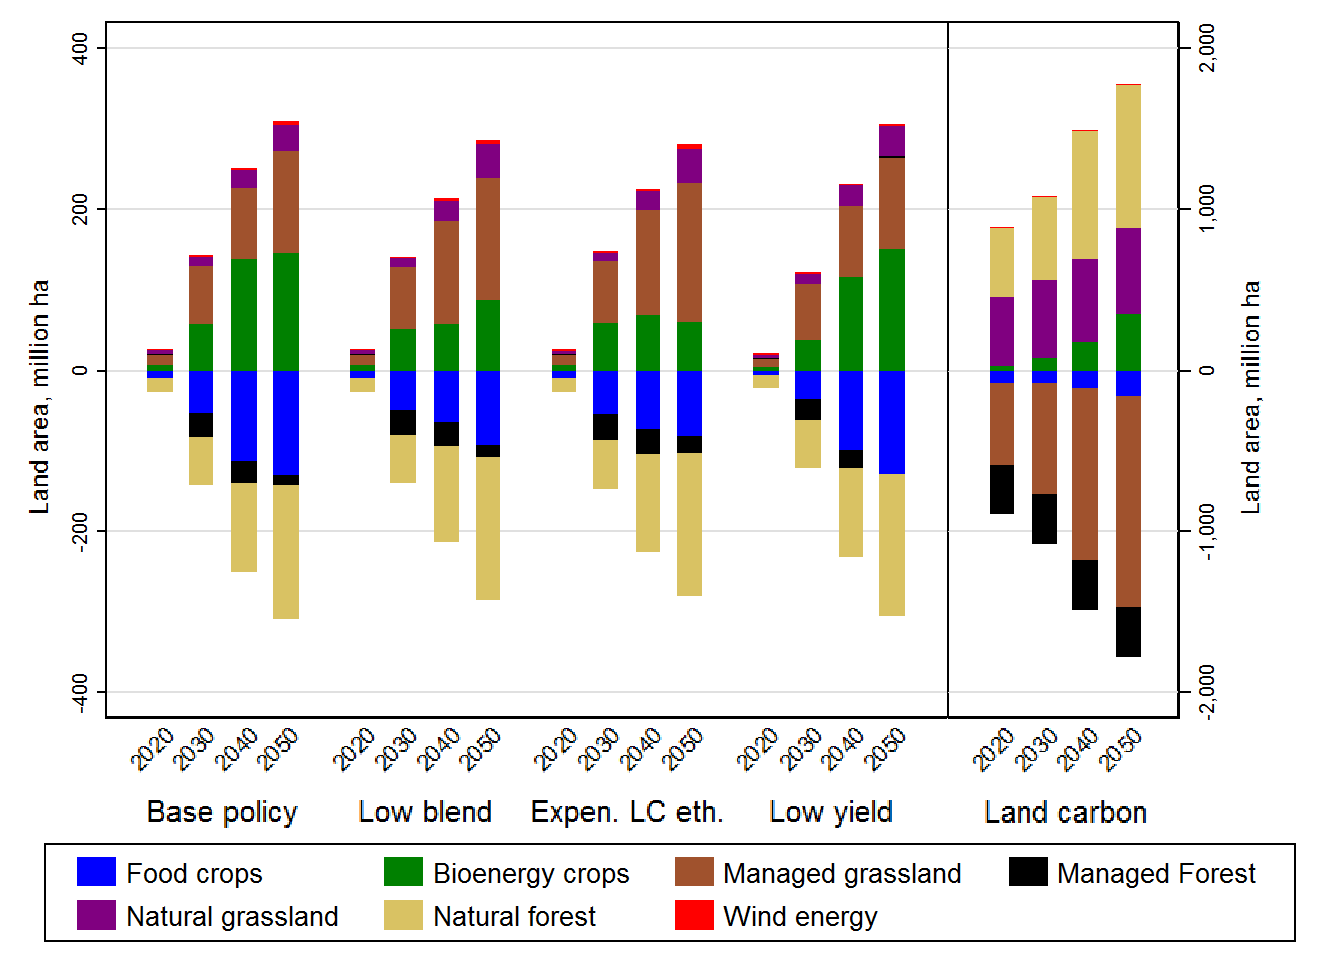 400
200
0
-200
-400
Land area, million ha
2,000
1,000
0
-1,000
-2,000
Land area, million ha
2020 2030 2040 2050 2020 2030 2040 2050 2020 2030 2040 2050 2020 2030 2040 2050 2020 2030 2040 2050
Base policy Low blend Expen. LC eth. Low yield Land carbon
Food crops Bioenergy crops Managed grassland Managed Forest
Natural grassland Natural forest Wind energy